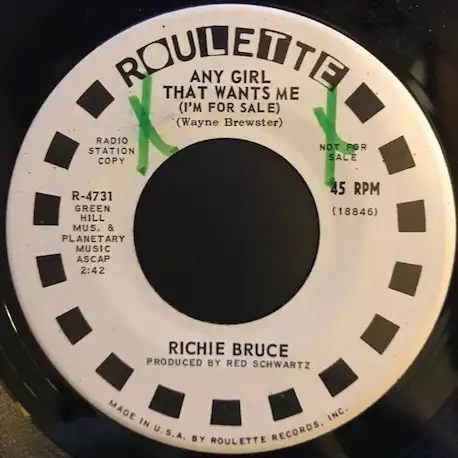 ROULETTE
ANY GIRL
THAT WANTS ME
(I'M FOR SALE)
(Wayne Brewster)
RADIO
STATION
COPY
NOT FOR
SALE
R-4731
GREEN
HILL
MUS. &
PLANETARY
MUSIC
ASCAP
2:42
45 RPM
(18846)
RICHIE BRUCE
PRODUCED BY RED SCHWARTZ
MADE IN U.S.A. BY ROULETTE RECORDS, INC.